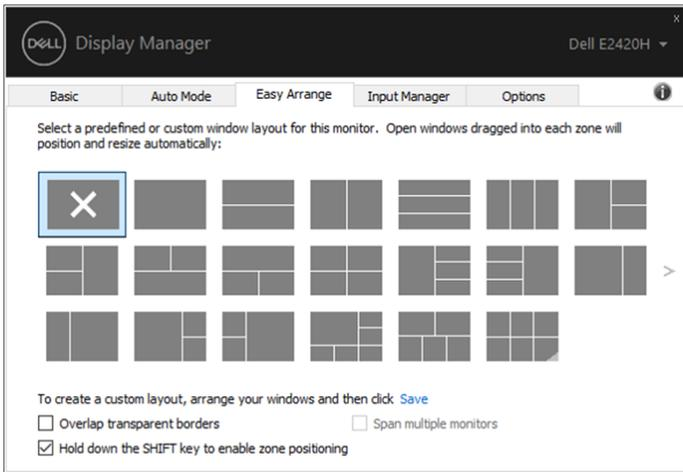 x
DELL Display Manager Dell E2420H
Basic Auto Mode Easy Arrange Input Manager Options i
Select a predefined or custom window layout for this monitor. Open windows dragged into each zone will
position and resize automatically:
>
To create a custom layout, arrange your windows and then click Save
Overlap transparent borders Span multiple monitors
Hold down the SHIFT key to enable zone positioning